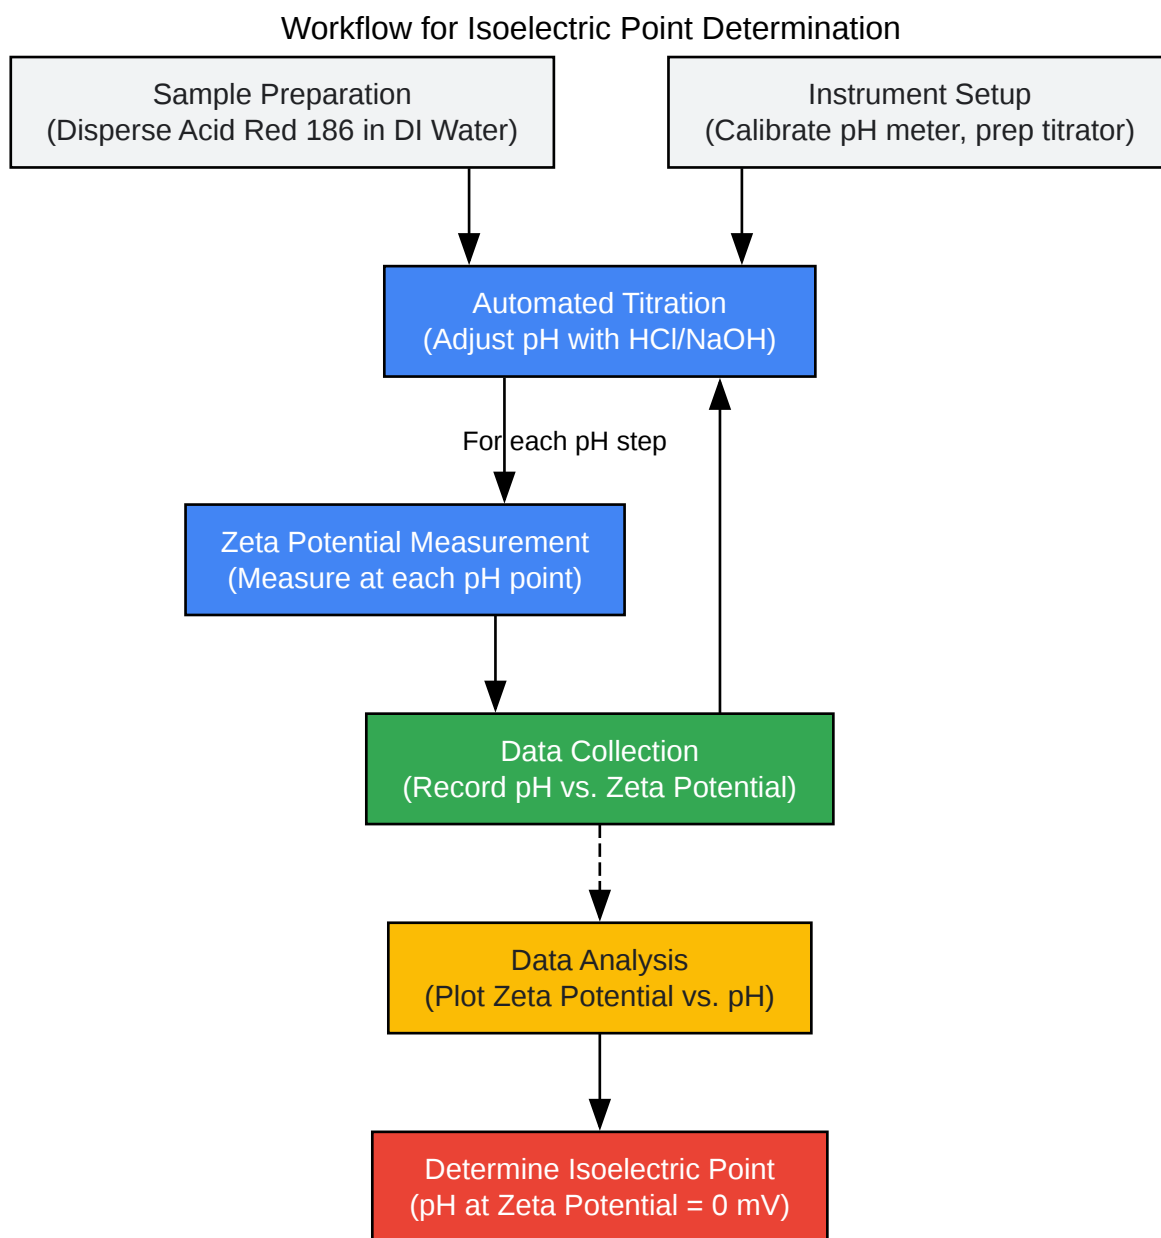 Workflow for Isoelectric Point Determination
Sample Preparation
(Disperse Acid Red 186 in DI Water)
Instrument Setup
(Calibrate pH meter, prep titrator)
Automated Titration
(Adjust pH with HCl/NaOH)
For each pH step
Zeta Potential Measurement
(Measure at each pH point)
Data Collection
(Record pH vs. Zeta Potential)
Data Analysis
(Plot Zeta Potential vs. pH)
Determine Isoelectric Point
(pH at Zeta Potential = 0 mV)